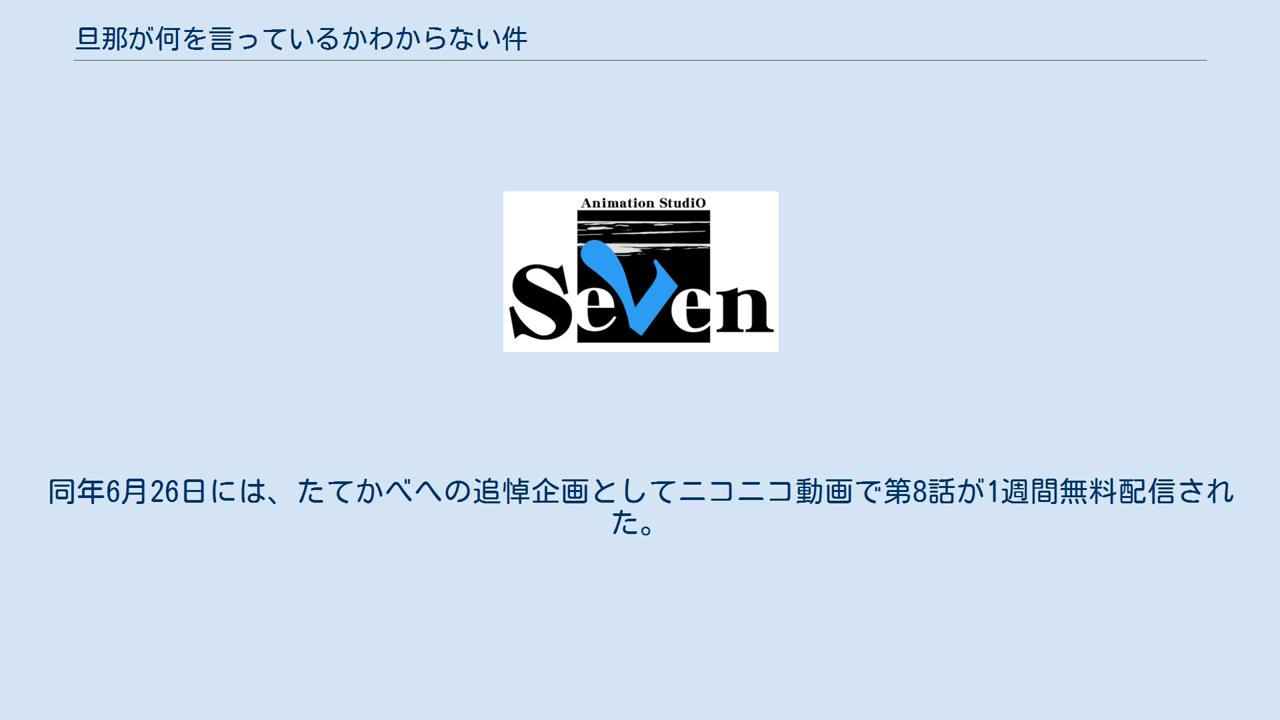 旦那が何を言っているかわからない件
Animation StudiO
Seven
同年6月26日には、たてかべへの追悼企画としてニコニコ動画で第8話が1週間無料配信され
た。